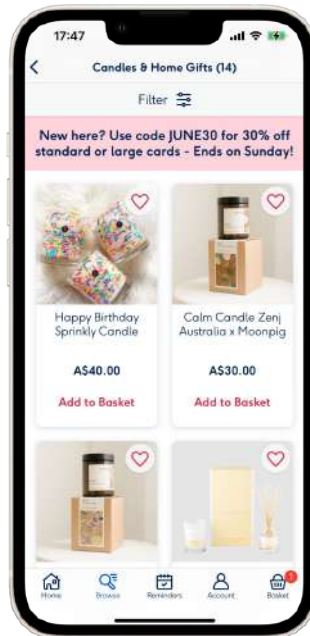 17:47
Candles & Home Gifts (14)
Filter
New here? Use code JUNE30 for 30% off
standard or large cards - Ends on Sunday!
Happy Birthday
Sprinkly Candle
A$40.00
Add to Basket
Calm Candle Zenj
Australia x Moonpig
A$30.00
Add to Basket
Home
Browse
Reminders
Account
1
Basket